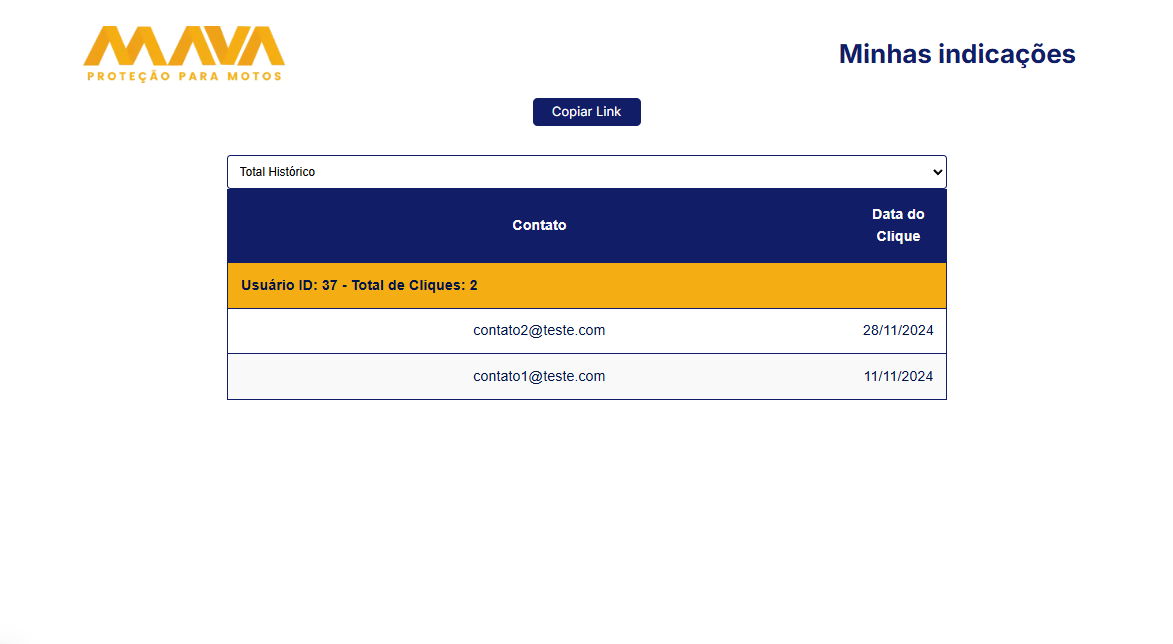 MAVA
PROTEÇÃO PARA MOTOS
Minhas indicações
Copiar Link
Total Histórico
Contato
Data do
Clique
Usuário ID: 37 - Total de Cliques: 2
contato2@teste.com 28/11/2024
contato1@teste.com 11/11/2024